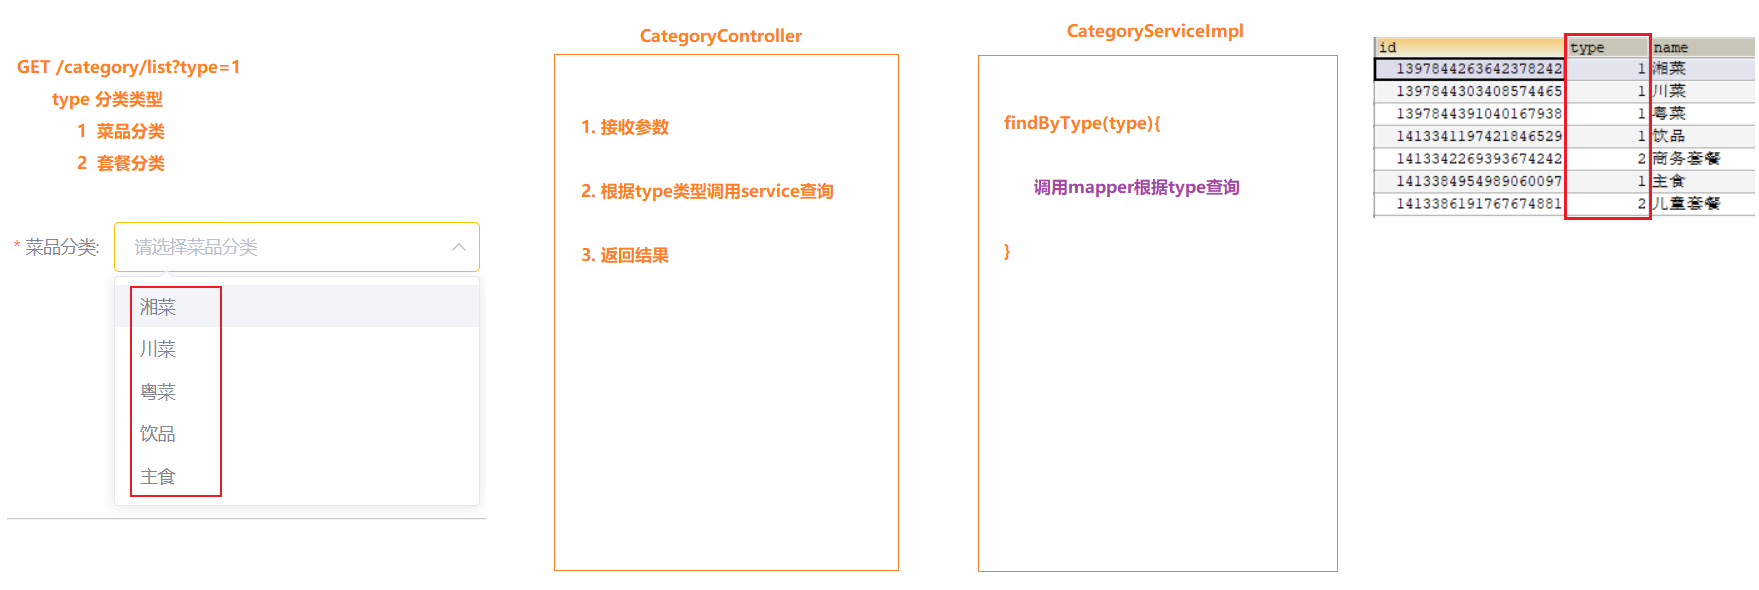 GET /category/list?type=1
type 分类类型
1 菜品分类
2 套餐分类
* 菜品分类:
请选择菜品分类
湘菜
川菜
粤菜
饮品
主食
CategoryController
1. 接收参数
2. 根据type类型调用service查询
3. 返回结果
CategoryServiceImpl
findByType(type){
调用mapper根据type查询
}
id type name
1397844263642378242 1 湘菜
1397844303408574465 1 川菜
1397844391040167938 1 粤菜
1413341197421846529 1 饮品
1413342269393674242 2 商务套餐
1413384954989060097 1 主食
1413386191767674881 2 儿童套餐